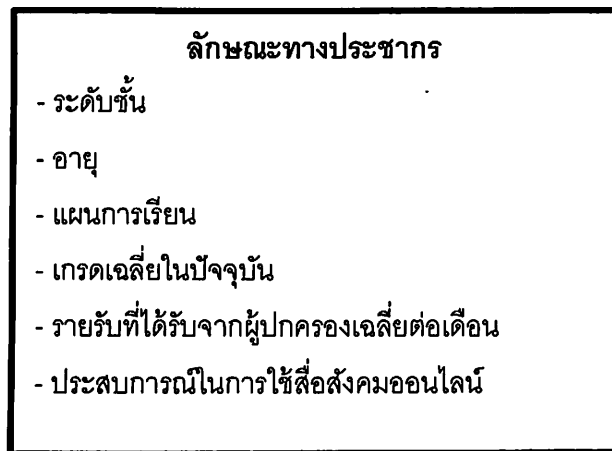 ลักษณะทางประชากร
- ระดับชั้น
- อายุ
- แผนการเรียน
- เกรดเฉลี่ยในปัจจุบัน
- รายรับที่ได้รับจากผู้ปกครองเฉลี่ยต่อเดือน
- ประสบการณ์ในการใช้สื่อสังคมออนไลน์